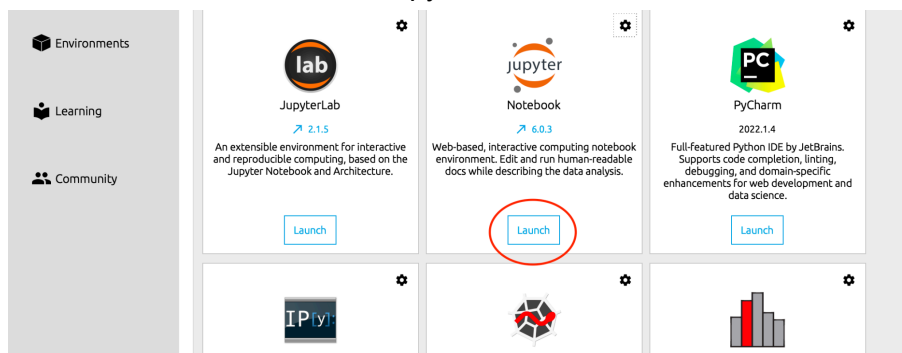 Environments
Learning
Community
lab
JupyterLab
2.1.5
An extensible environment for interactive
and reproducible computing, based on the
Jupyter Notebook and Architecture.
Launch
jupyter
Notebook
6.0.3
Web-based, interactive computing notebook
environment. Edit and run human-readable
docs while describing the data analysis.
Launch
PC
PyCharm
2022.1.4
Full-featured Python IDE by JetBrains.
Supports code completion, linting,
debugging, and domain-specific
enhancements for web development and
data science.
Launch
IP[y]: